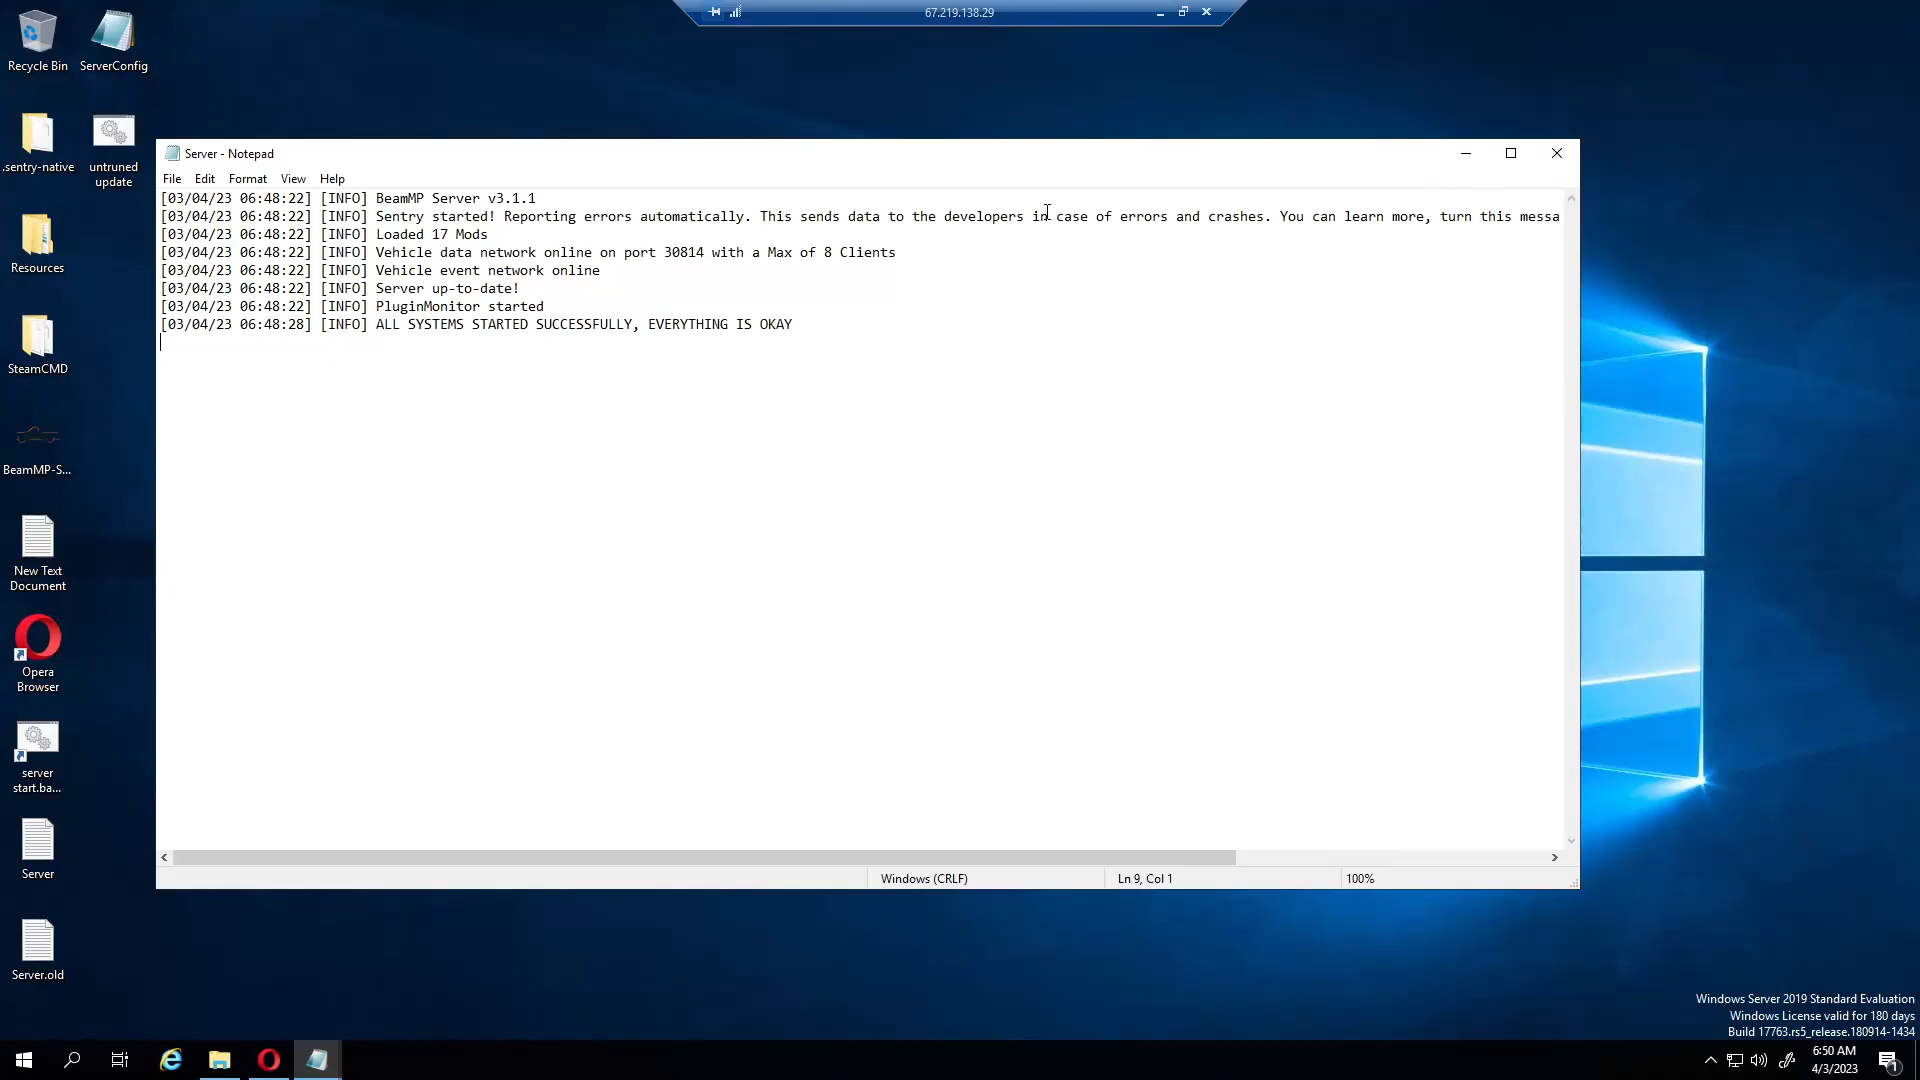 67.219.138.29
Recycle Bin
ServerConfig
.sentry-native
untruned
update
Resources
SteamCMD
BeamMP-S...
New Text
Document
Opera
Browser
server
start.ba...
Server
Server.old
Server - Notepad
File Edit Format View Help
[03/04/23 06:48:22] [INFO] BeamMP Server v3.1.1
[03/04/23 06:48:22] [INFO] Sentry started! Reporting errors automatically. This sends data to the developers in case of errors and crashes. You can learn more, turn this messa
[03/04/23 06:48:22] [INFO] Loaded 17 Mods
[03/04/23 06:48:22] [INFO] Vehicle data network online on port 30814 with a Max of 8 Clients
[03/04/23 06:48:22] [INFO] Vehicle event network online
[03/04/23 06:48:22] [INFO] Server up-to-date!
[03/04/23 06:48:22] [INFO] PluginMonitor started
[03/04/23 06:48:28] [INFO] ALL SYSTEMS STARTED SUCCESSFULLY, EVERYTHING IS OKAY
Windows (CRLF) Ln 9, Col 1 100%
Windows Server 2019 Standard Evaluation
Windows License valid for 180 days
Build 17763.rs5_release.180914-1434
6:50 AM
4/3/2023
1